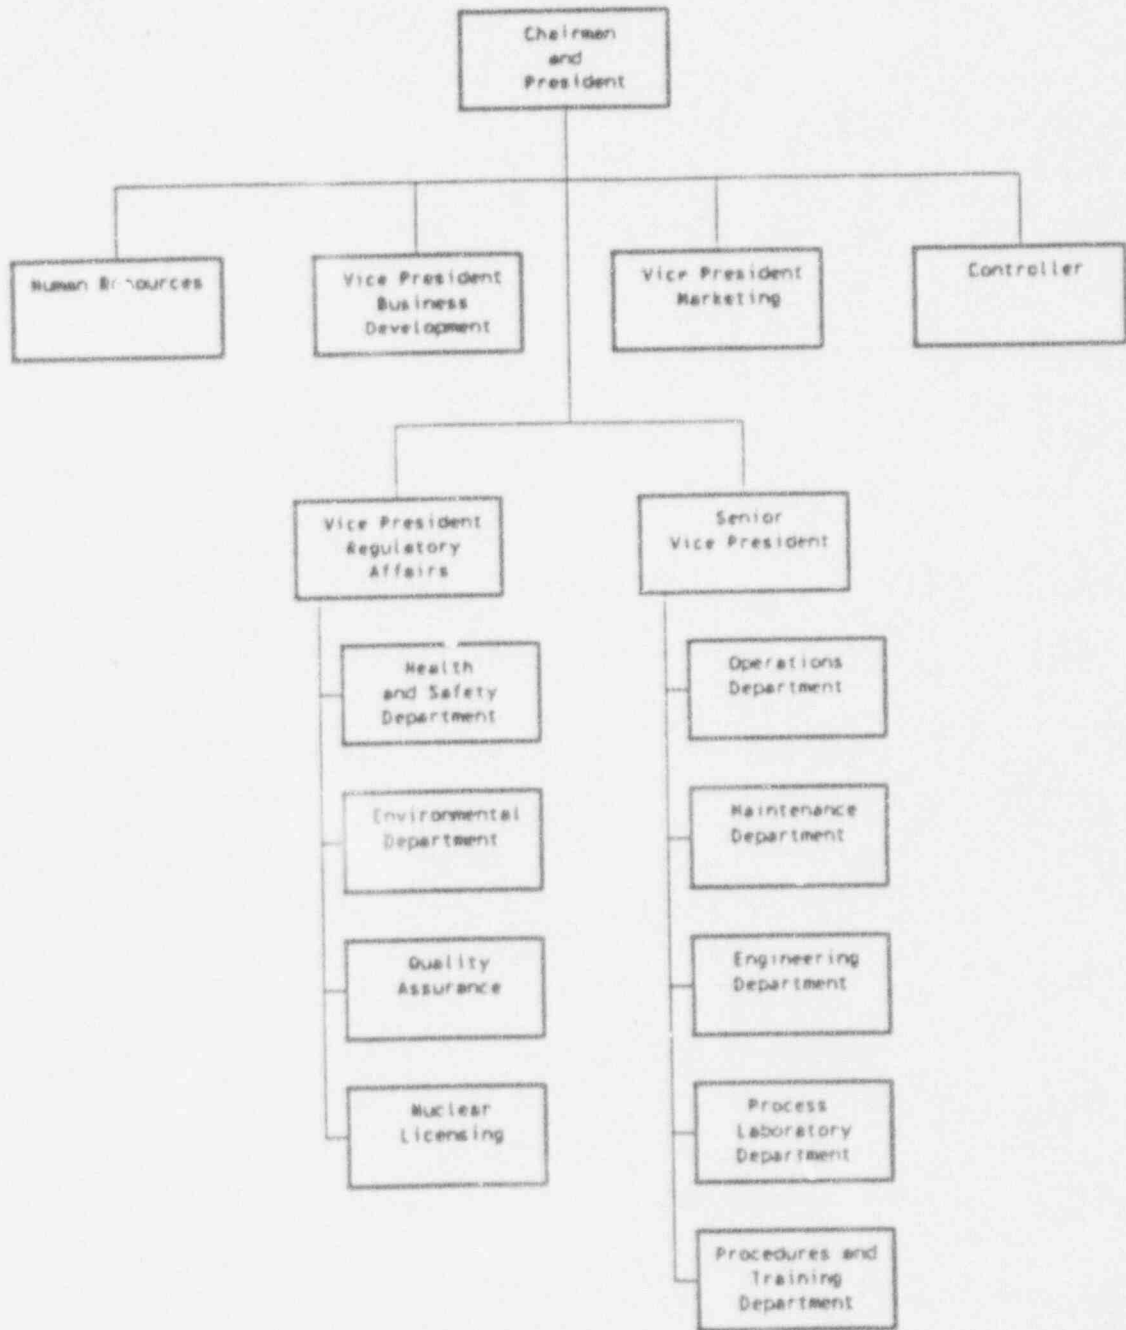 Chairman
and
President
Human Resources
Vice President
Business
Development
Vice President
Marketing
Controller
Vice President
Regulatory
Affairs
Senior
Vice President
Health
and Safety
Department
Operations
Department
Environmental
Department
Maintenance
Department
Quality
Assurance
Engineering
Department
Nuclear
Licensing
Process
Laboratory
Department
Procedures and
Training
Department